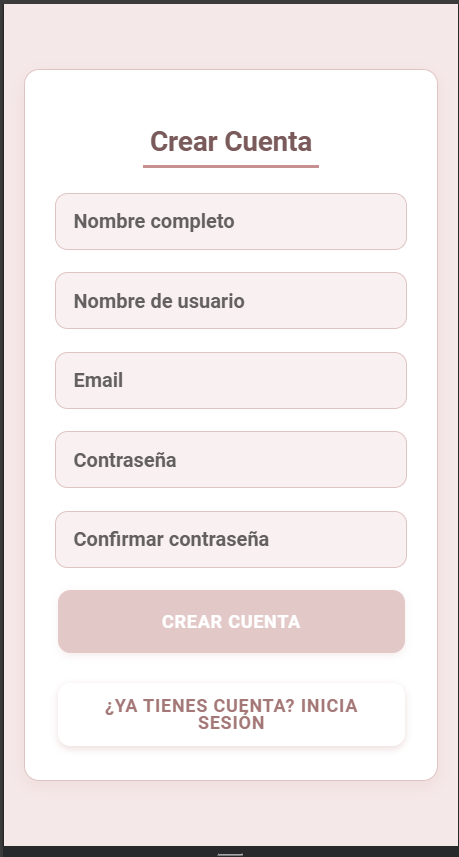 Crear Cuenta
Nombre completo
Nombre de usuario
Email
Contraseña
Confirmar contraseña
CREAR CUENTA
¿YA TIENES CUENTA? INICIA
SESIÓN